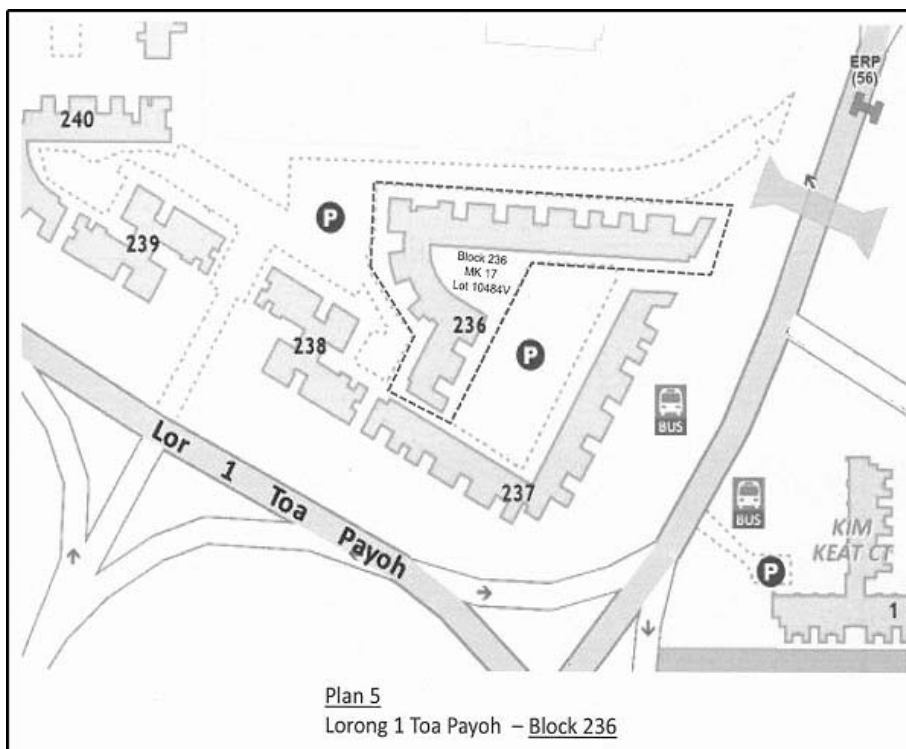 ERP
(56)
240
P
239
Block 236
MK 17
Lot 10484V
236
238
P
BUS
237
Lor 1 Toa Payoh
BUS
KIM
KEAT CT
P
1
Plan 5
Lorong 1 Toa Payoh – Block 236